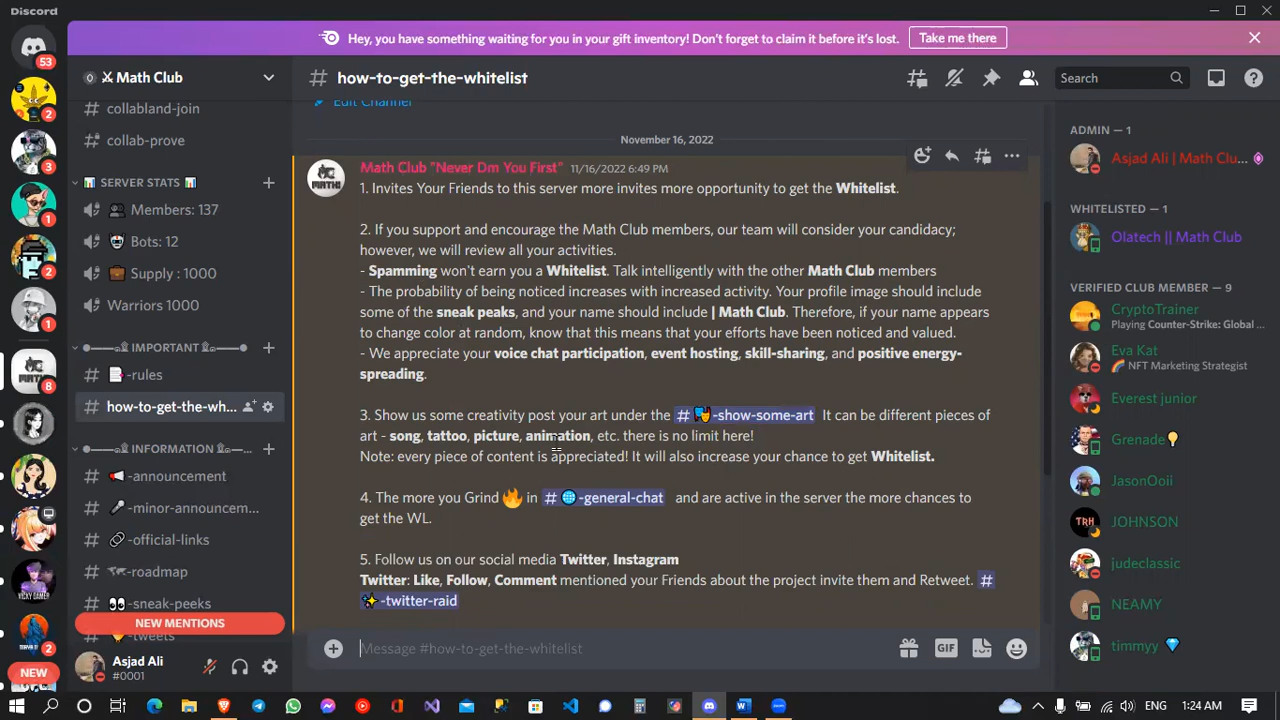 Discord
Hey, you have something waiting for you in your gift inventory! Don't forget to claim it before it's lost.
Take me there
53
2
3
1
2
2
1
8
2
NEW
Math Club
# collabland-join
# collab-prove
SERVER STATS
Members: 137
Bots: 12
Supply : 1000
Warriors 1000
IMPORTANT
# -rules
# how-to-get-the-wh...
INFORMATION
# -announcement
# -minor-announcem...
# -official-links
# -roadmap
# -sneak-peeks
NEW MENTIONS
# -tweets
Asjad Ali
#0001
# how-to-get-the-whitelist
Search
Edit Channel
November 16, 2022
Math Club "Never Dm You First" 11/16/2022 6:49 PM
1. Invites Your Friends to this server more invites more opportunity to get the Whitelist.
2. If you support and encourage the Math Club members, our team will consider your candidacy;
however, we will review all your activities.
- Spamming won't earn you a Whitelist. Talk intelligently with the other Math Club members
- The probability of being noticed increases with increased activity. Your profile image should include
some of the sneak peaks, and your name should include | Math Club. Therefore, if your name appears
to change color at random, know that this means that your efforts have been noticed and valued.
- We appreciate your voice chat participation, event hosting, skill-sharing, and positive energy-
spreading.
3. Show us some creativity post your art under the # -show-some-art It can be different pieces of
art - song, tattoo, picture, animation, etc. there is no limit here!
Note: every piece of content is appreciated! It will also increase your chance to get Whitelist.
4. The more you Grind in # -general-chat and are active in the server the more chances to
get the WL.
5. Follow us on our social media Twitter, Instagram
Twitter: Like, Follow, Comment mentioned your Friends about the project invite them and Retweet. #
-twitter-raid
Message #how-to-get-the-whitelist
GIF
ADMIN — 1
Asjad Ali | Math Clu...
WHITELISTED — 1
Olatech || Math Club
VERIFIED CLUB MEMBER — 9
CryptoTrainer
Playing Counter-Strike: Global ...
Eva Kat
NFT Marketing Strategist
Everest junior
Grenade
JasonOoii
JOHNSON
judeclassic
NEAMY
timmyy
ENG
1:24 AM